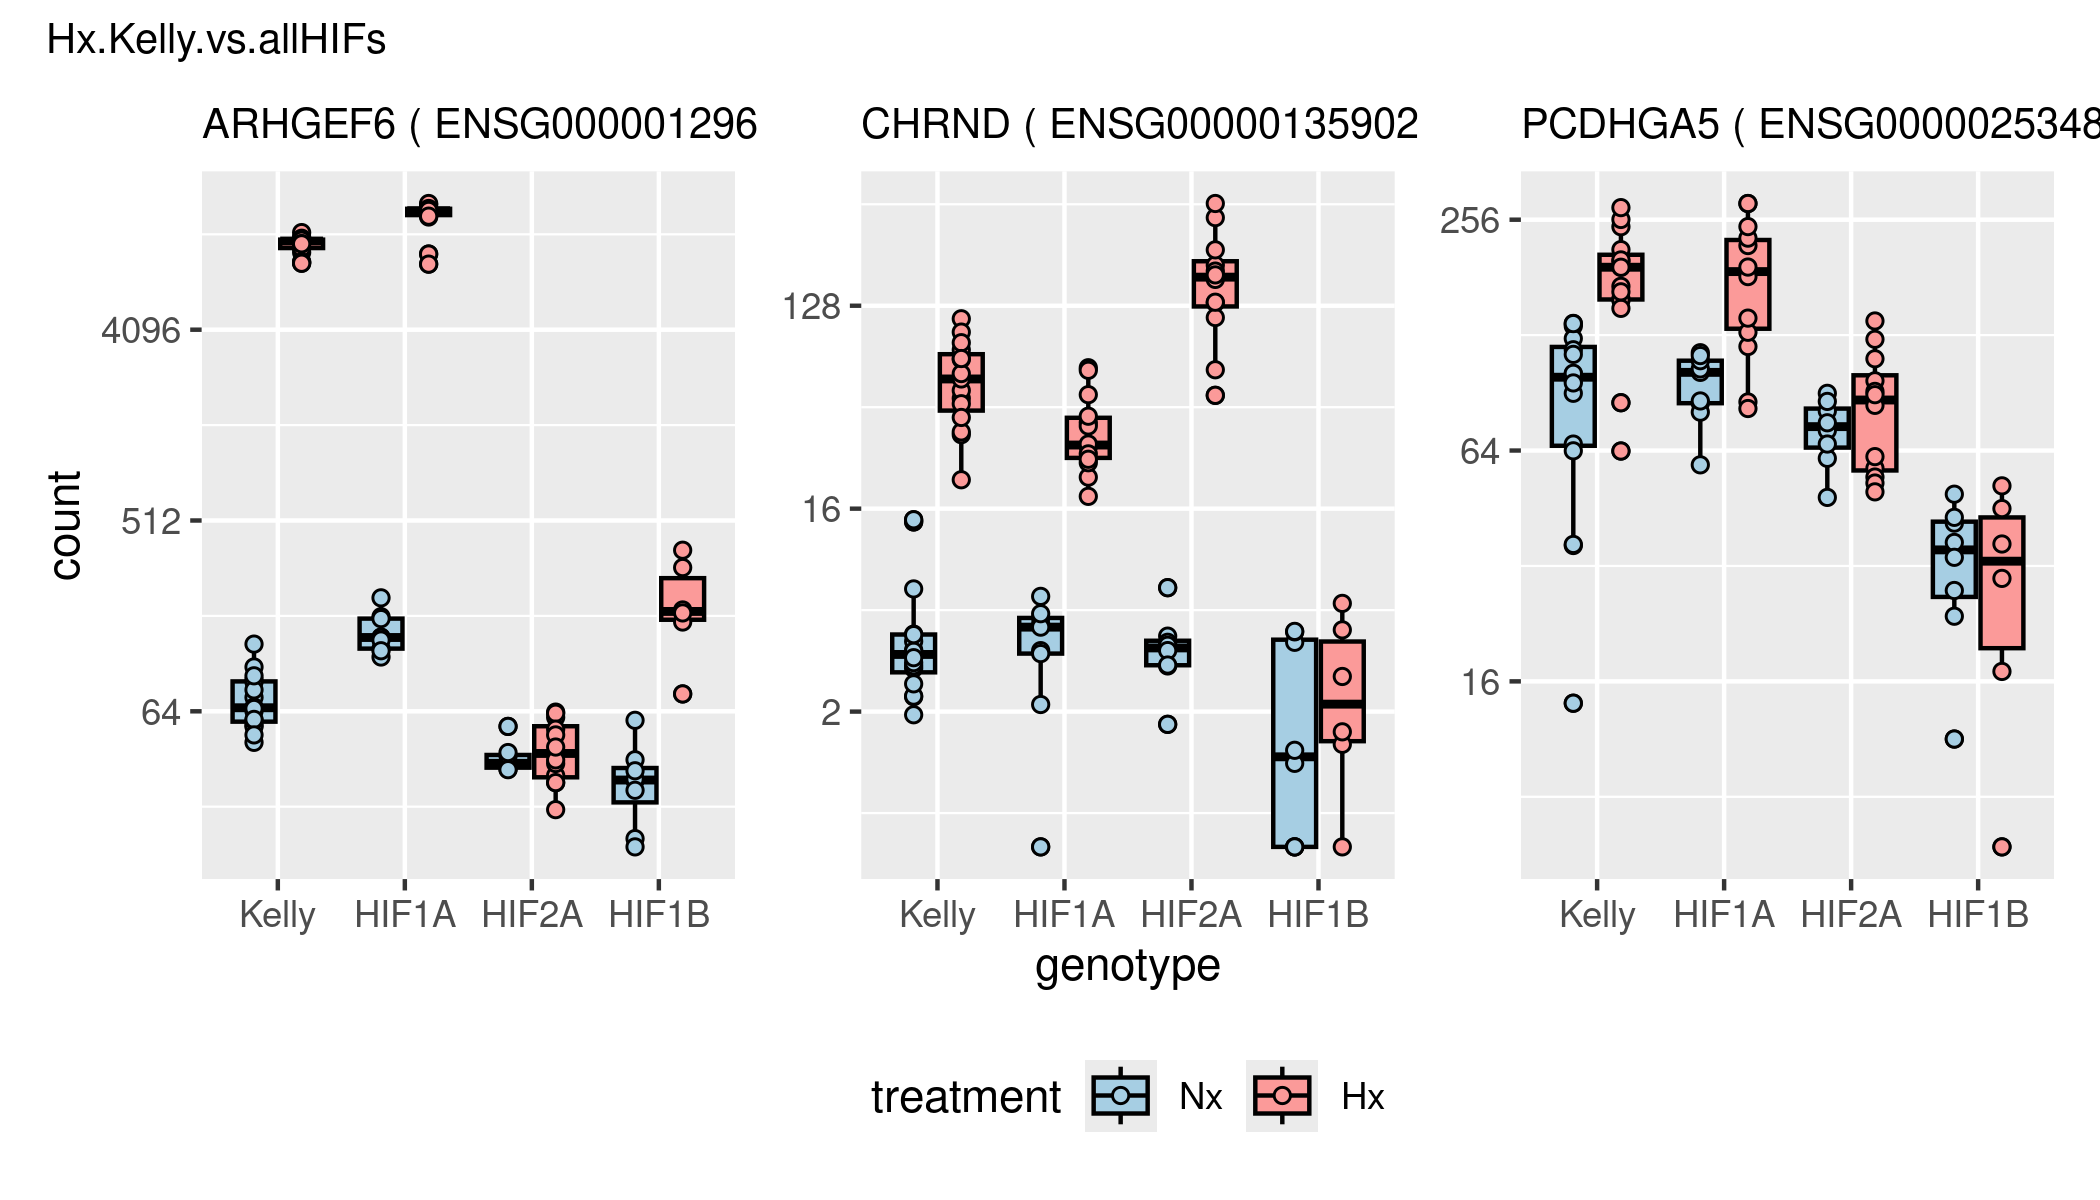 Hx.Kelly.vs.allHIFs
ARHGEF6 ( ENSG000001296
CHRND ( ENSG00000135902
PCDHGA5 ( ENSG0000025348
count
4096
512
64
128
16
2
256
64
16
Kelly HIF1A HIF2A HIF1B
Kelly HIF1A HIF2A HIF1B
Kelly HIF1A HIF2A HIF1B
genotype
treatment Nx Hx